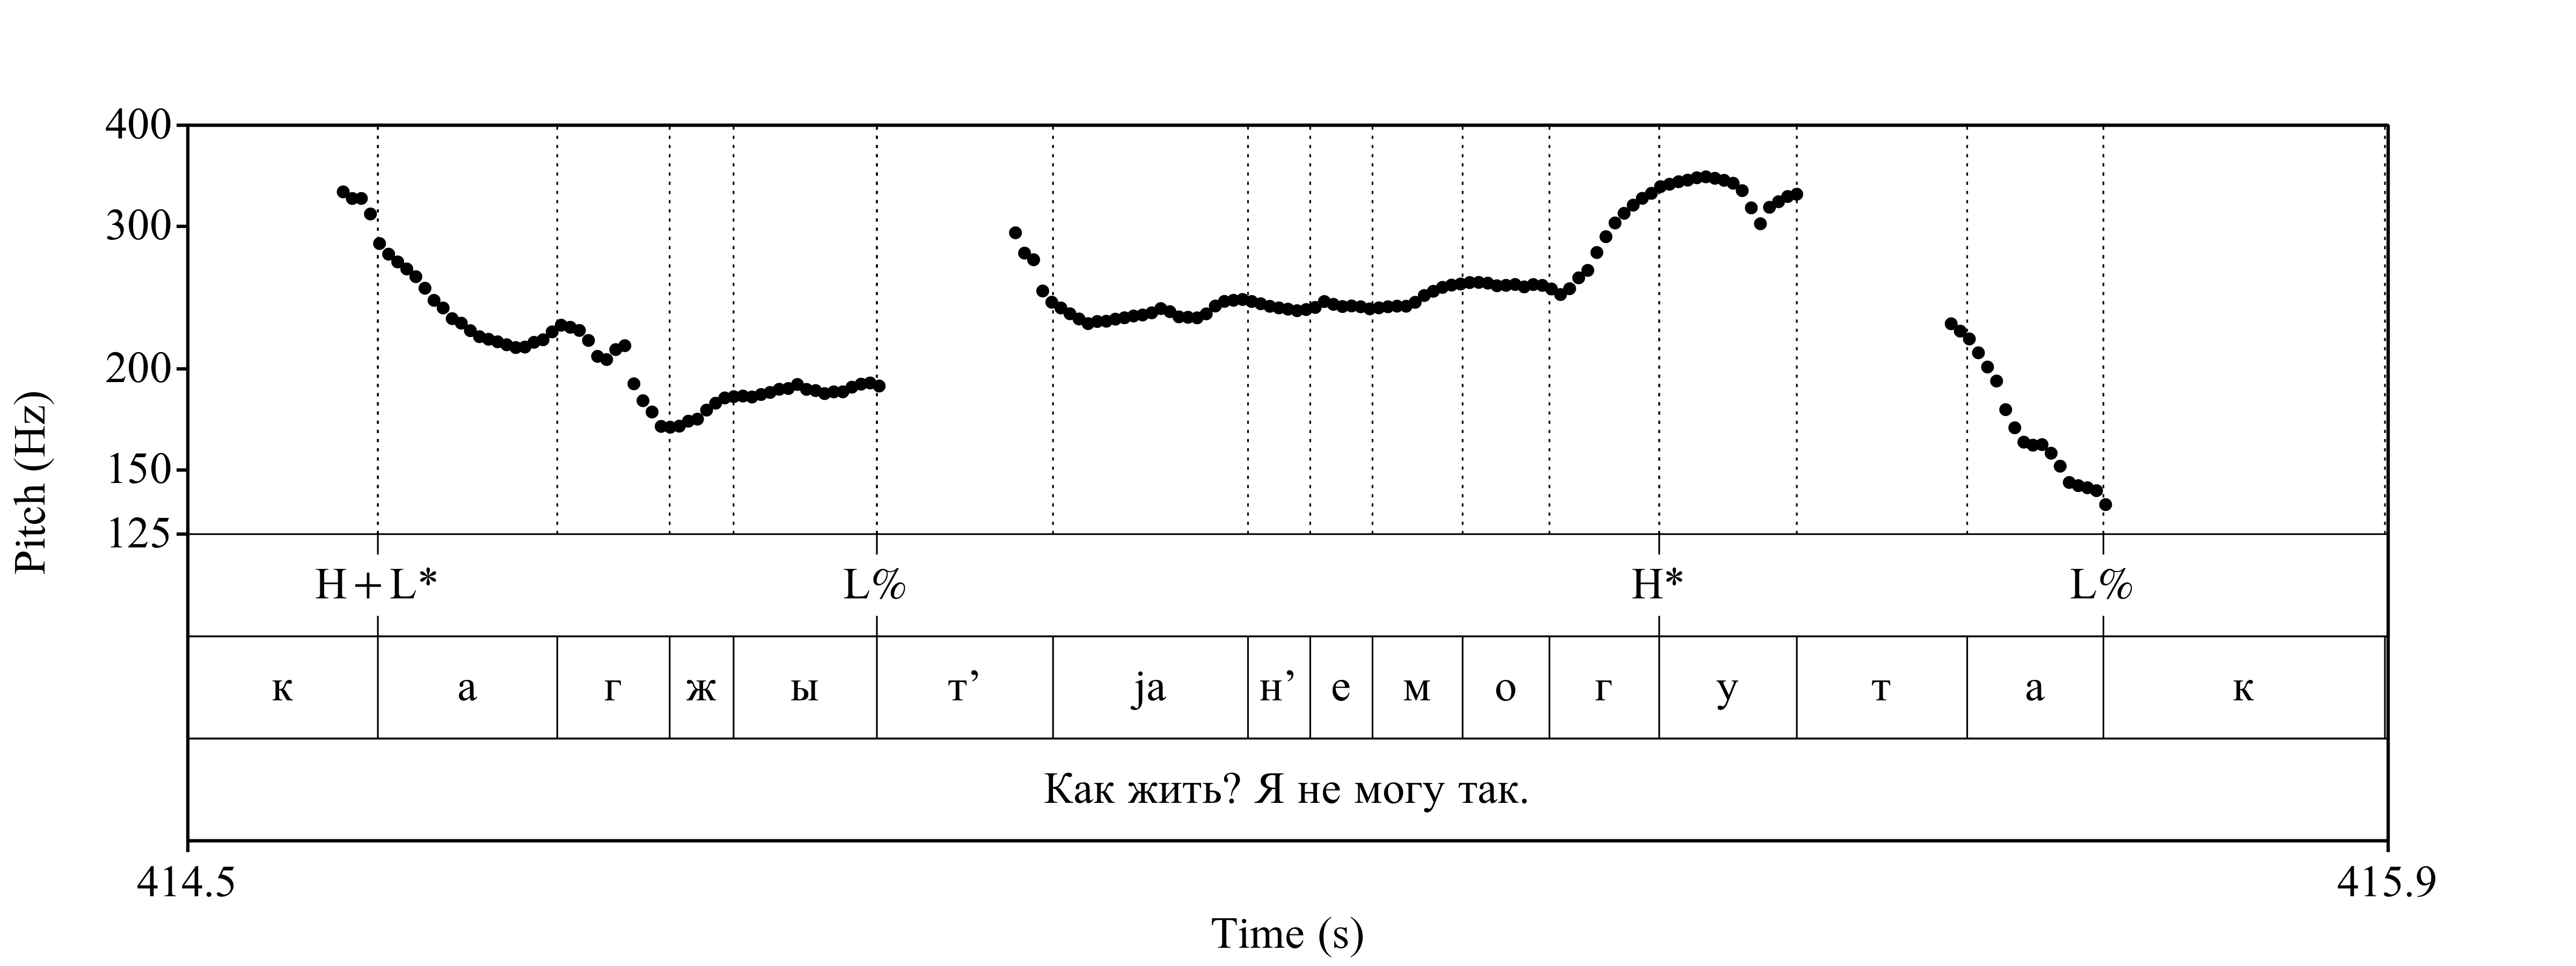 400
300
200
150
125
Pitch (Hz)
H+L* L% H* L%
к а г ж ы т’ ja н’ е м о г у т а к
Как жить? Я не могу так.
414.5 415.9
Time (s)